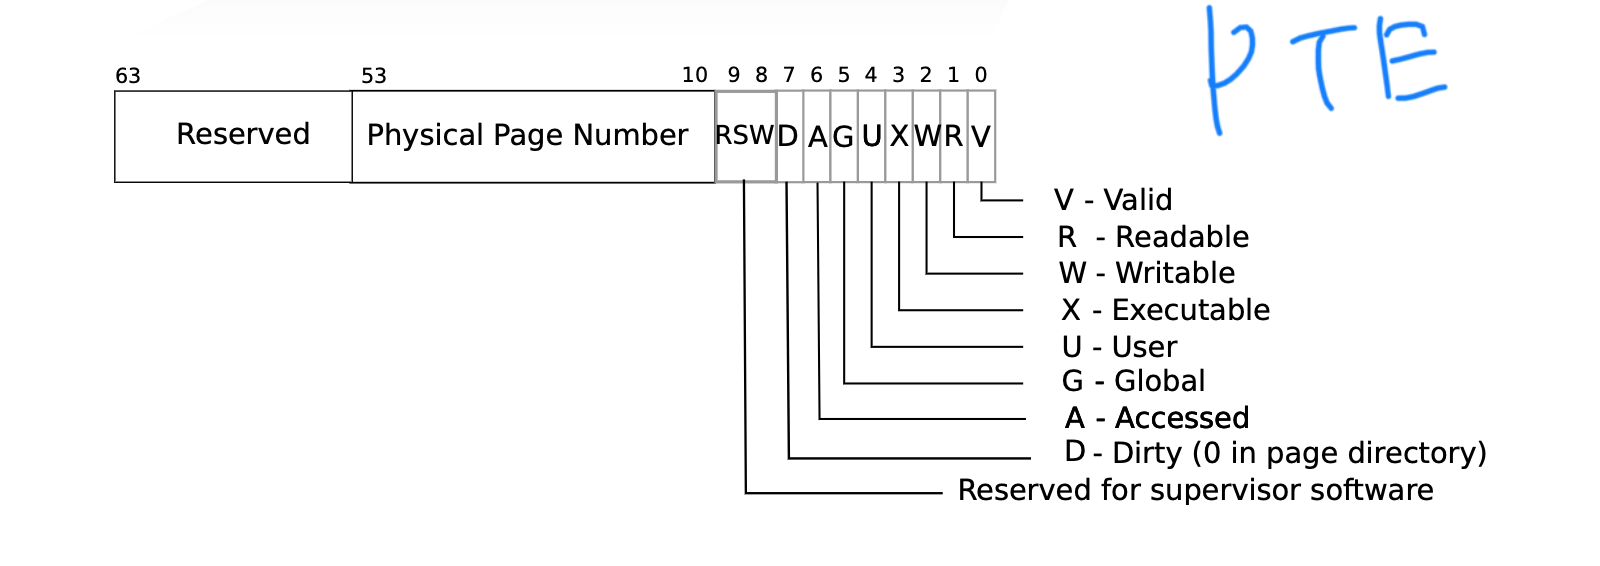 PTE
63 53 10 9 8 7 6 5 4 3 2 1 0
Reserved Physical Page Number RSW D A G U X W R V
V - Valid
R - Readable
W - Writable
X - Executable
U - User
G - Global
A - Accessed
D - Dirty (0 in page directory)
Reserved for supervisor software